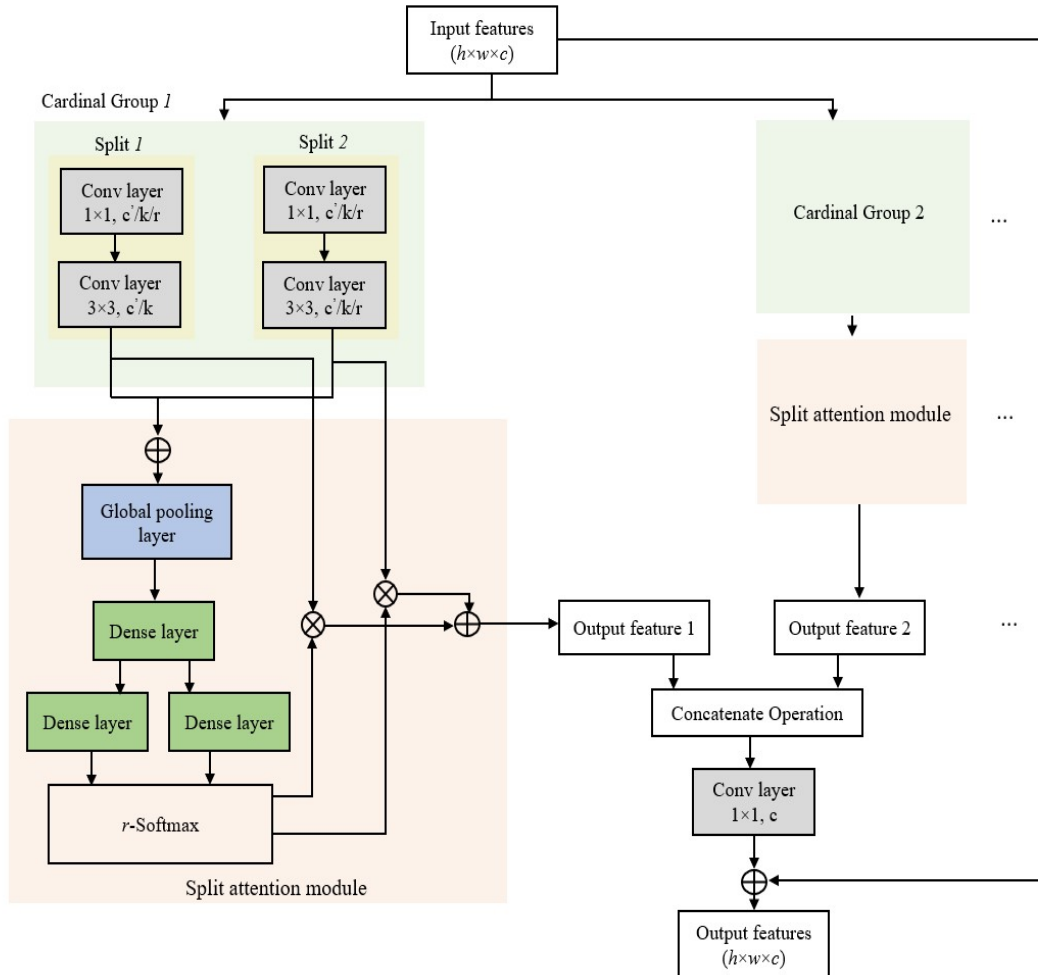 Input features
(h×w×c)
Cardinal Group 1
Split 1
Split 2
Conv layer
1×1, c'/k/r
Conv layer
3×3, c'/k
Conv layer
1×1, c'/k/r
Conv layer
3×3, c'/k/r
Cardinal Group 2
...
Split attention module
...
Global pooling
layer
Dense layer
Dense layer
Dense layer
r-Softmax
Split attention module
Output feature 1
Output feature 2
...
Concatenate Operation
Conv layer
1×1, c
Output features
(h×w×c)